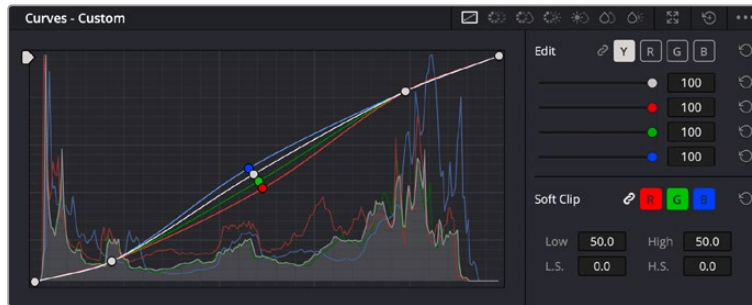 Curves - Custom
Edit Y R G B
100
100
100
100
Soft Clip R G B
Low 50.0 High 50.0
L.S. 0.0 H.S. 0.0